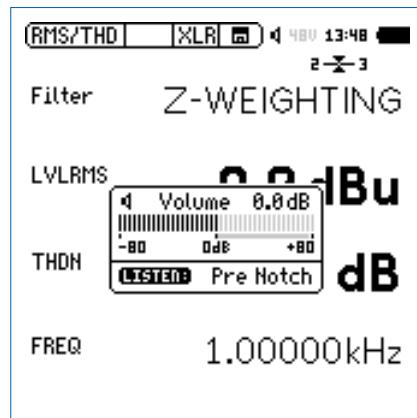 RMS/THD XLR 48V 13:48
2 3
Filter Z-WEIGHTING
LVLRMS dBu
Volume 0.0dB
-80 0dB +80
LISTEN: Pre Notch
THDN dB
FREQ 1.00000kHz